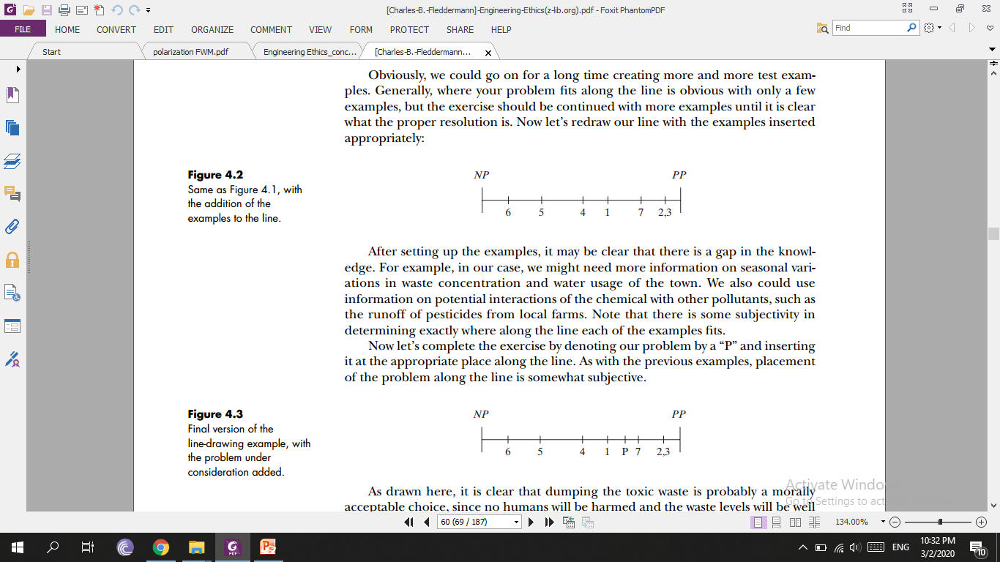 [Charles-B.-Fleddermann]-Engineering-Ethics(z-lib.org).pdf - Foxit PhantomPDF
FILE HOME CONVERT EDIT ORGANIZE COMMENT VIEW FORM PROTECT SHARE HELP
Find
Start polarization FWM.pdf Engineering Ethics_conc... [Charles-B.-Fleddermann...
Obviously, we could go on for a long time creating more and more test exam-
ples. Generally, where your problem fits along the line is obvious with only a few
examples, but the exercise should be continued with more examples until it is clear
what the proper resolution is. Now let's redraw our line with the examples inserted
appropriately:
Figure 4.2
Same as Figure 4.1, with
the addition of the
examples to the line.
NP PP
6 5 4 1 7 2,3
After setting up the examples, it may be clear that there is a gap in the knowl-
edge. For example, in our case, we might need more information on seasonal vari-
ations in waste concentration and water usage of the town. We also could use
information on potential interactions of the chemical with other pollutants, such as
the runoff of pesticides from local farms. Note that there is some subjectivity in
determining exactly where along the line each of the examples fits.
Now let's complete the exercise by denoting our problem by a “P” and inserting
it at the appropriate place along the line. As with the previous examples, placement
of the problem along the line is somewhat subjective.
Figure 4.3
Final version of the
line-drawing example, with
the problem under
consideration added.
NP PP
6 5 4 1 P 7 2,3
As drawn here, it is clear that dumping the toxic waste is probably a morally
acceptable choice, since no humans will be harmed and the waste levels will be well
Activate Windows
Go to Settings to act
60 (69 / 187)
134.00%
ENG
10:32 PM
3/2/2020
10